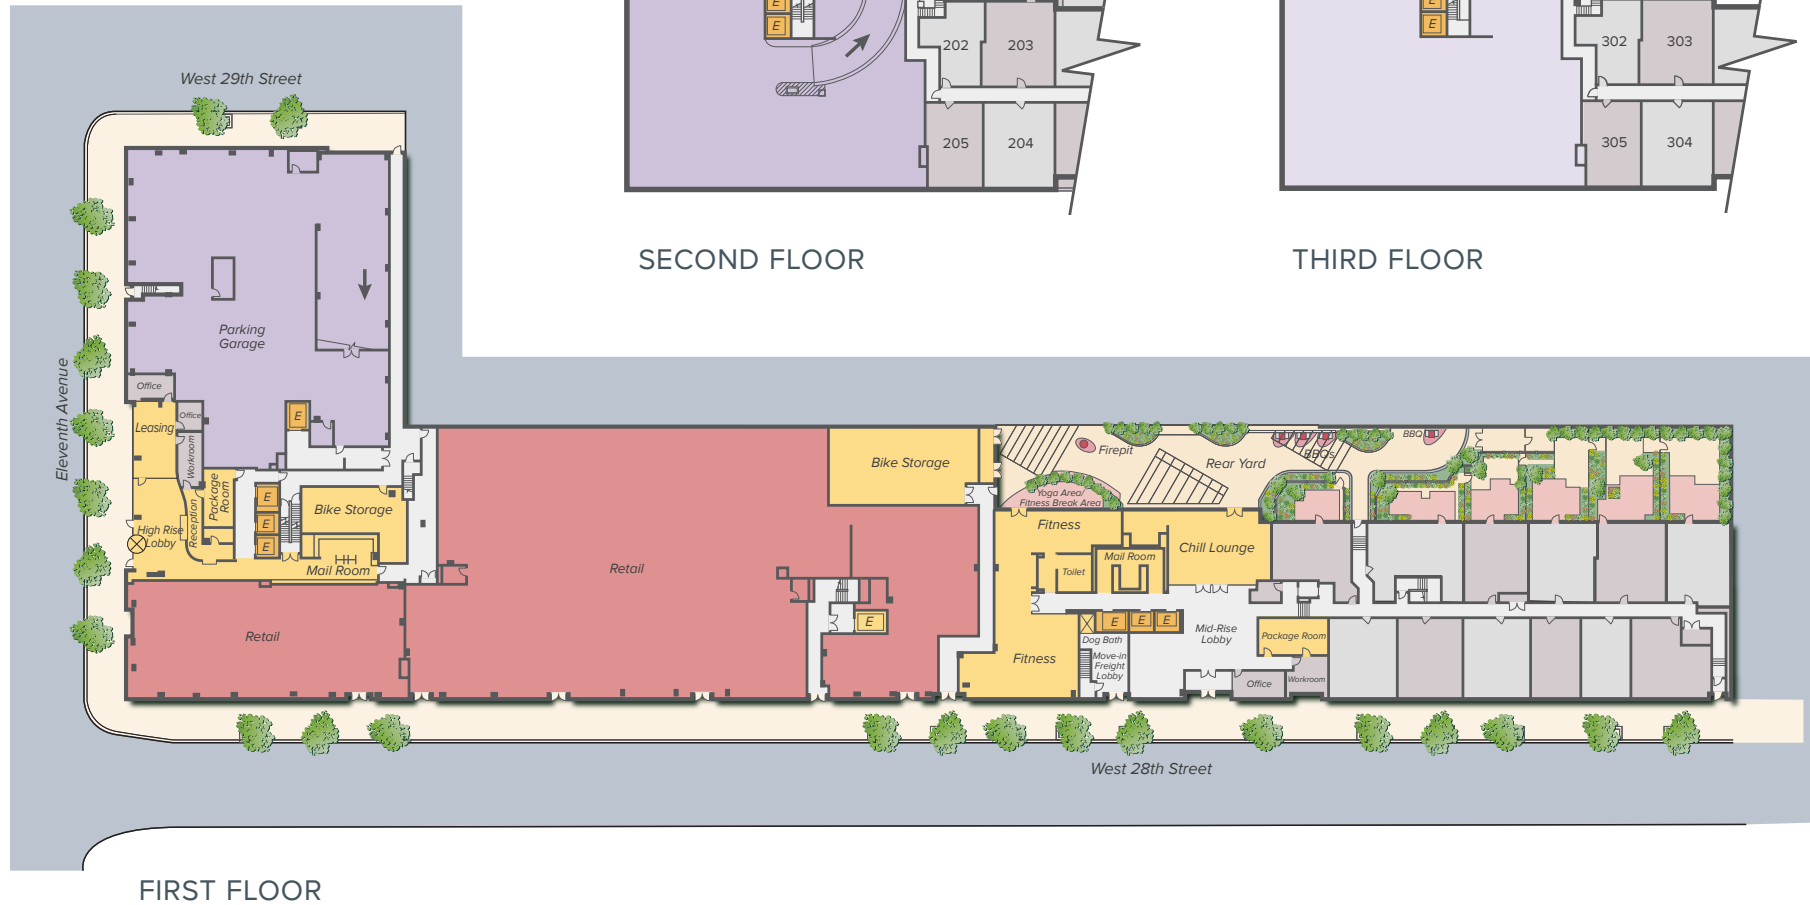 E
E
202
203
205
204
E
E
302
303
305
304
SECOND FLOOR
THIRD FLOOR
West 29th Street
Eleventh Avenue
Parking
Garage
Office
Leasing
Office
Workroom
E
Package
Room
Reception
E
E
E
Bike Storage
High Rise
Lobby
Mail Room
Retail
Retail
Bike Storage
E
Firepit
Rear Yard
BBQs
BBQ
Yoga Area/
Fitness Break Area
Fitness
Toilet
Mail Room
Chill Lounge
E
E
E
Dog Bath
Mid-Rise
Lobby
Package Room
Fitness
Move-in
Freight
Lobby
Office
Workroom
West 28th Street
FIRST FLOOR